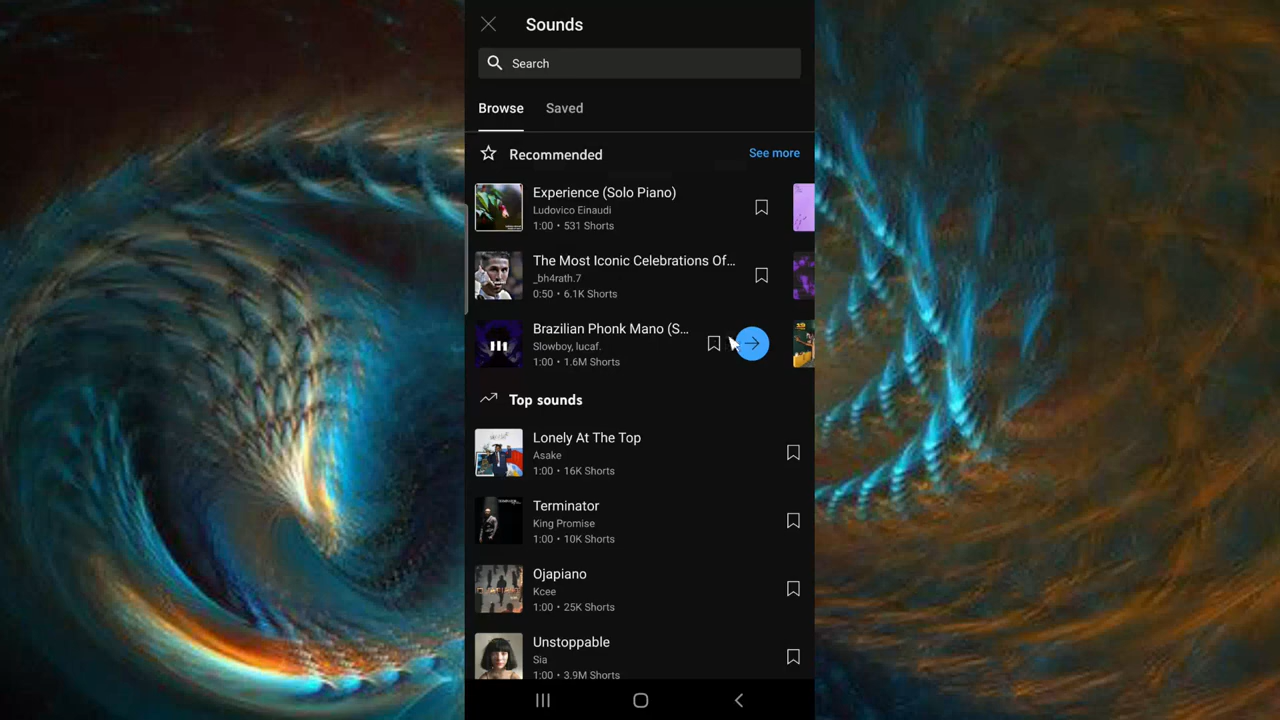 Sounds
Search
Browse Saved
Recommended See more
Experience (Solo Piano)
Ludovico Einaudi
1:00 • 531 Shorts
The Most Iconic Celebrations Of...
_bh4rath.7
0:50 • 6.1K Shorts
Brazilian Phonk Mano (S...
Slowboy, lucaf.
1:00 • 1.6M Shorts
Top sounds
Lonely At The Top
Asake
1:00 • 16K Shorts
Terminator
King Promise
1:00 • 10K Shorts
Ojapiano
Kcee
1:00 • 25K Shorts
Unstoppable
Sia
1:00 • 3.9M Shorts